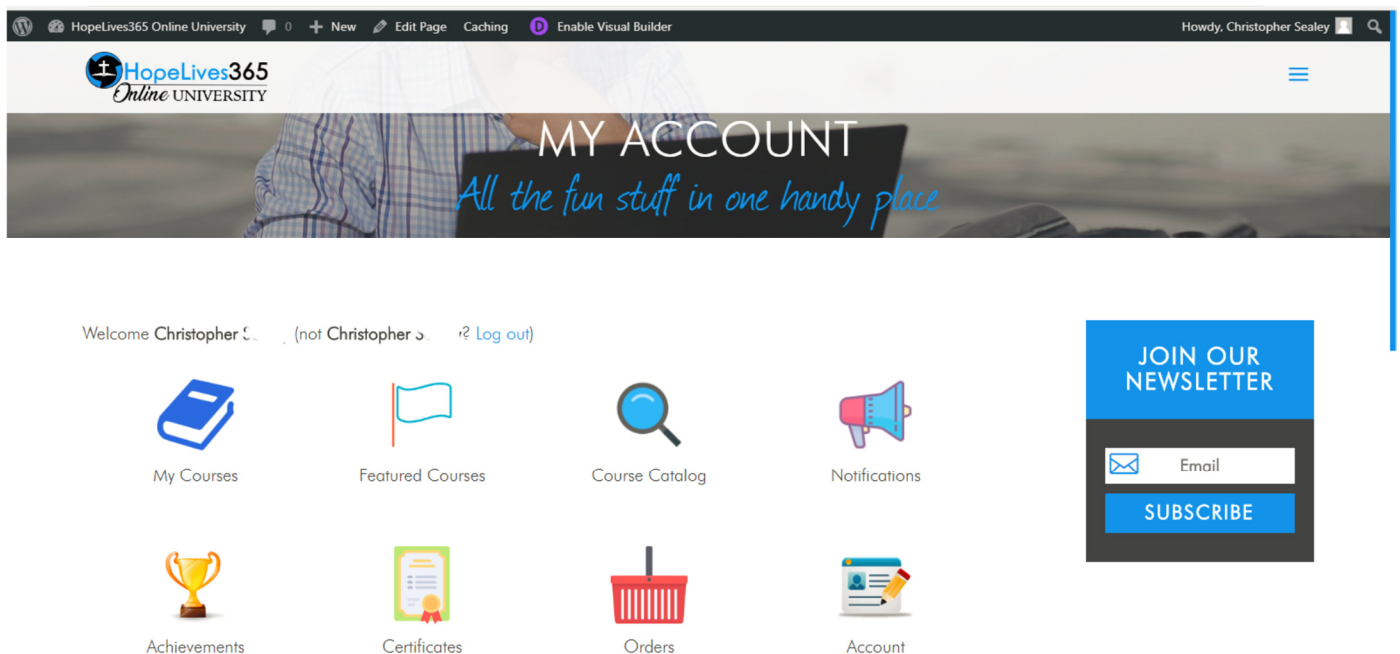 HopeLives365 Online University 0 New Edit Page Caching D Enable Visual Builder Howdy, Christopher Sealey
HopeLives365
Online UNIVERSITY
MY ACCOUNT
All the fun stuff in one handy place
Welcome Christopher (not Christopher ? Log out)
My Courses Featured Courses Course Catalog Notifications
Achievements Certificates Orders Account
JOIN OUR
NEWSLETTER
Email
SUBSCRIBE